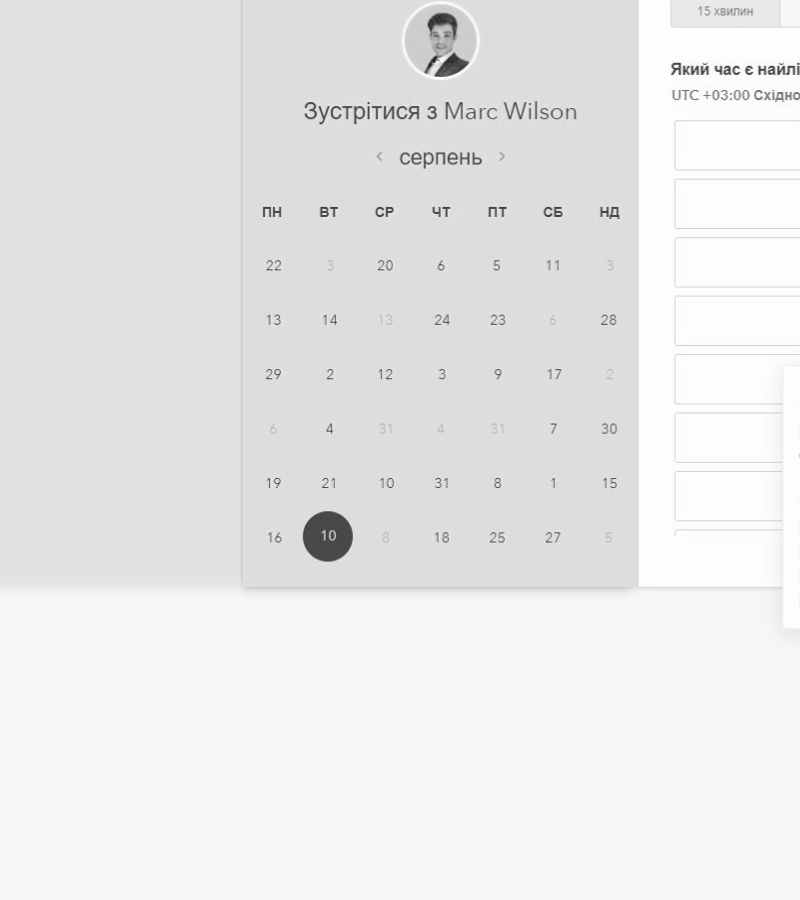 15 хвилин
Зустрітися з Marc Wilson
серпень
ПН ВТ СР ЧТ ПТ СБ НД
22 3 20 6 5 11 3
13 14 13 24 23 6 28
29 2 12 3 9 17 2
6 4 31 4 31 7 30
19 21 10 31 8 1 15
16 10 8 18 25 27 5
Який час є найлі
UTC +03:00 Східно